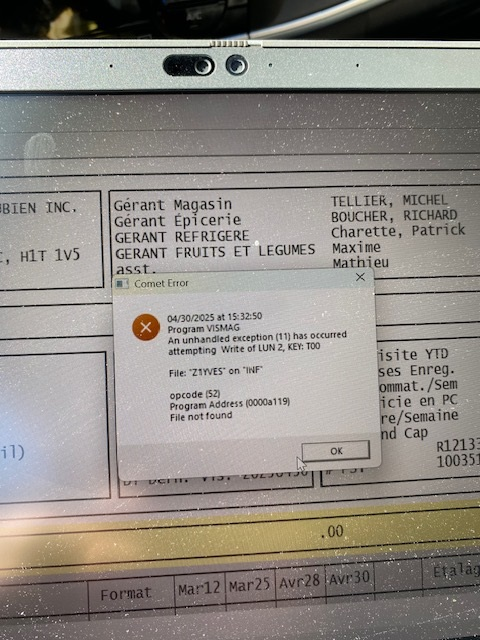 BIEN INC.
, H1T 1V5
Gérant Magasin
Gérant Épicerie
GERANT REFRIGERE
GERANT FRUITS ET LEGUMES
asst.
TELLIER, MICHEL
BOUCHER, RICHARD
Charette, Patrick
Maxime
Mathieu
Comet Error
04/30/2025 at 15:32:50
Program VISMAG
An unhandled exception (11) has occurred
attempting Write of LUN 2, KEY: T00
File: "Z1YVES" on "INF"
opcode (52)
Program Address (0000a119)
File not found
OK
il)
isite YTD
ses Enreg.
ommat./Sem
icie en PC
re/Semaine
nd Cap
R12133
100351
.00
Format Mar12 Mar25 Avr28 Avr30 Étalag